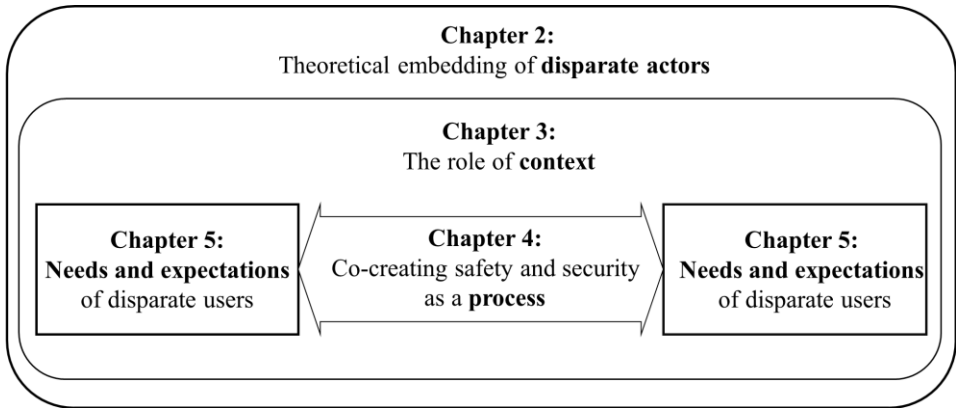 Chapter 2:
Theoretical embedding of disparate actors
Chapter 3:
The role of context
Chapter 5:
Needs and expectations
of disparate users
Chapter 4:
Co-creating safety and security
as a process
Chapter 5:
Needs and expectations
of disparate users